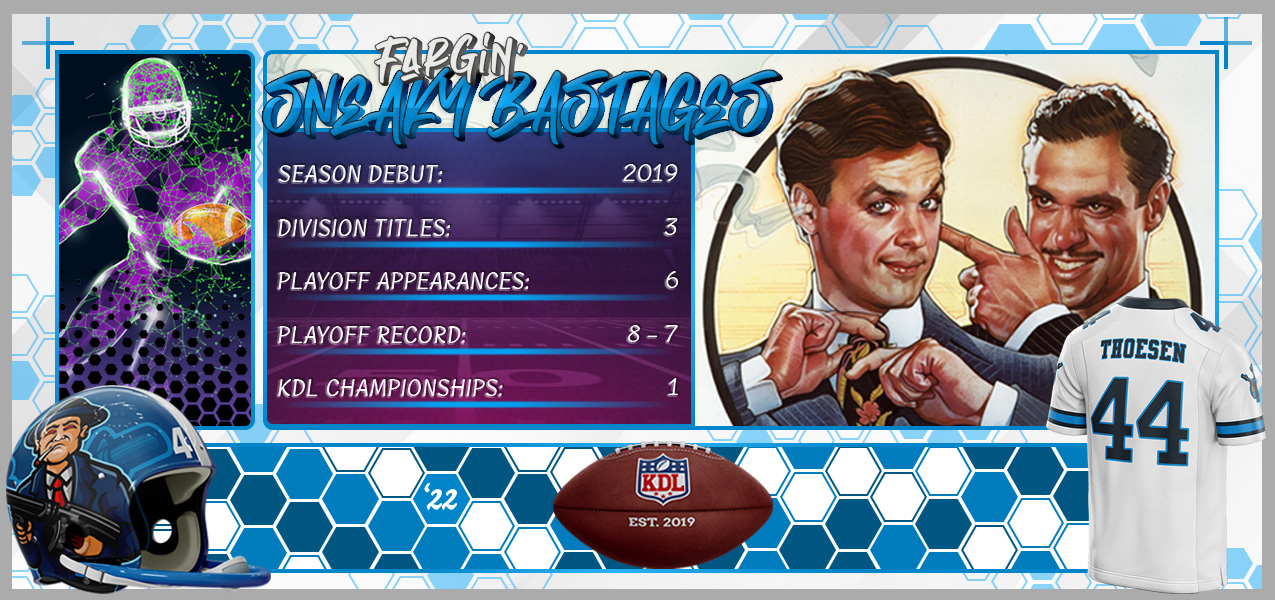 FARGIN'
SNEAKY BASTAGES
SEASON DEBUT: 2019
DIVISION TITLES: 3
PLAYOFF APPEARANCES: 6
PLAYOFF RECORD: 8 – 7
KDL CHAMPIONSHIPS: 1
THOESEN
44
4
'22
KDL
EST. 2019